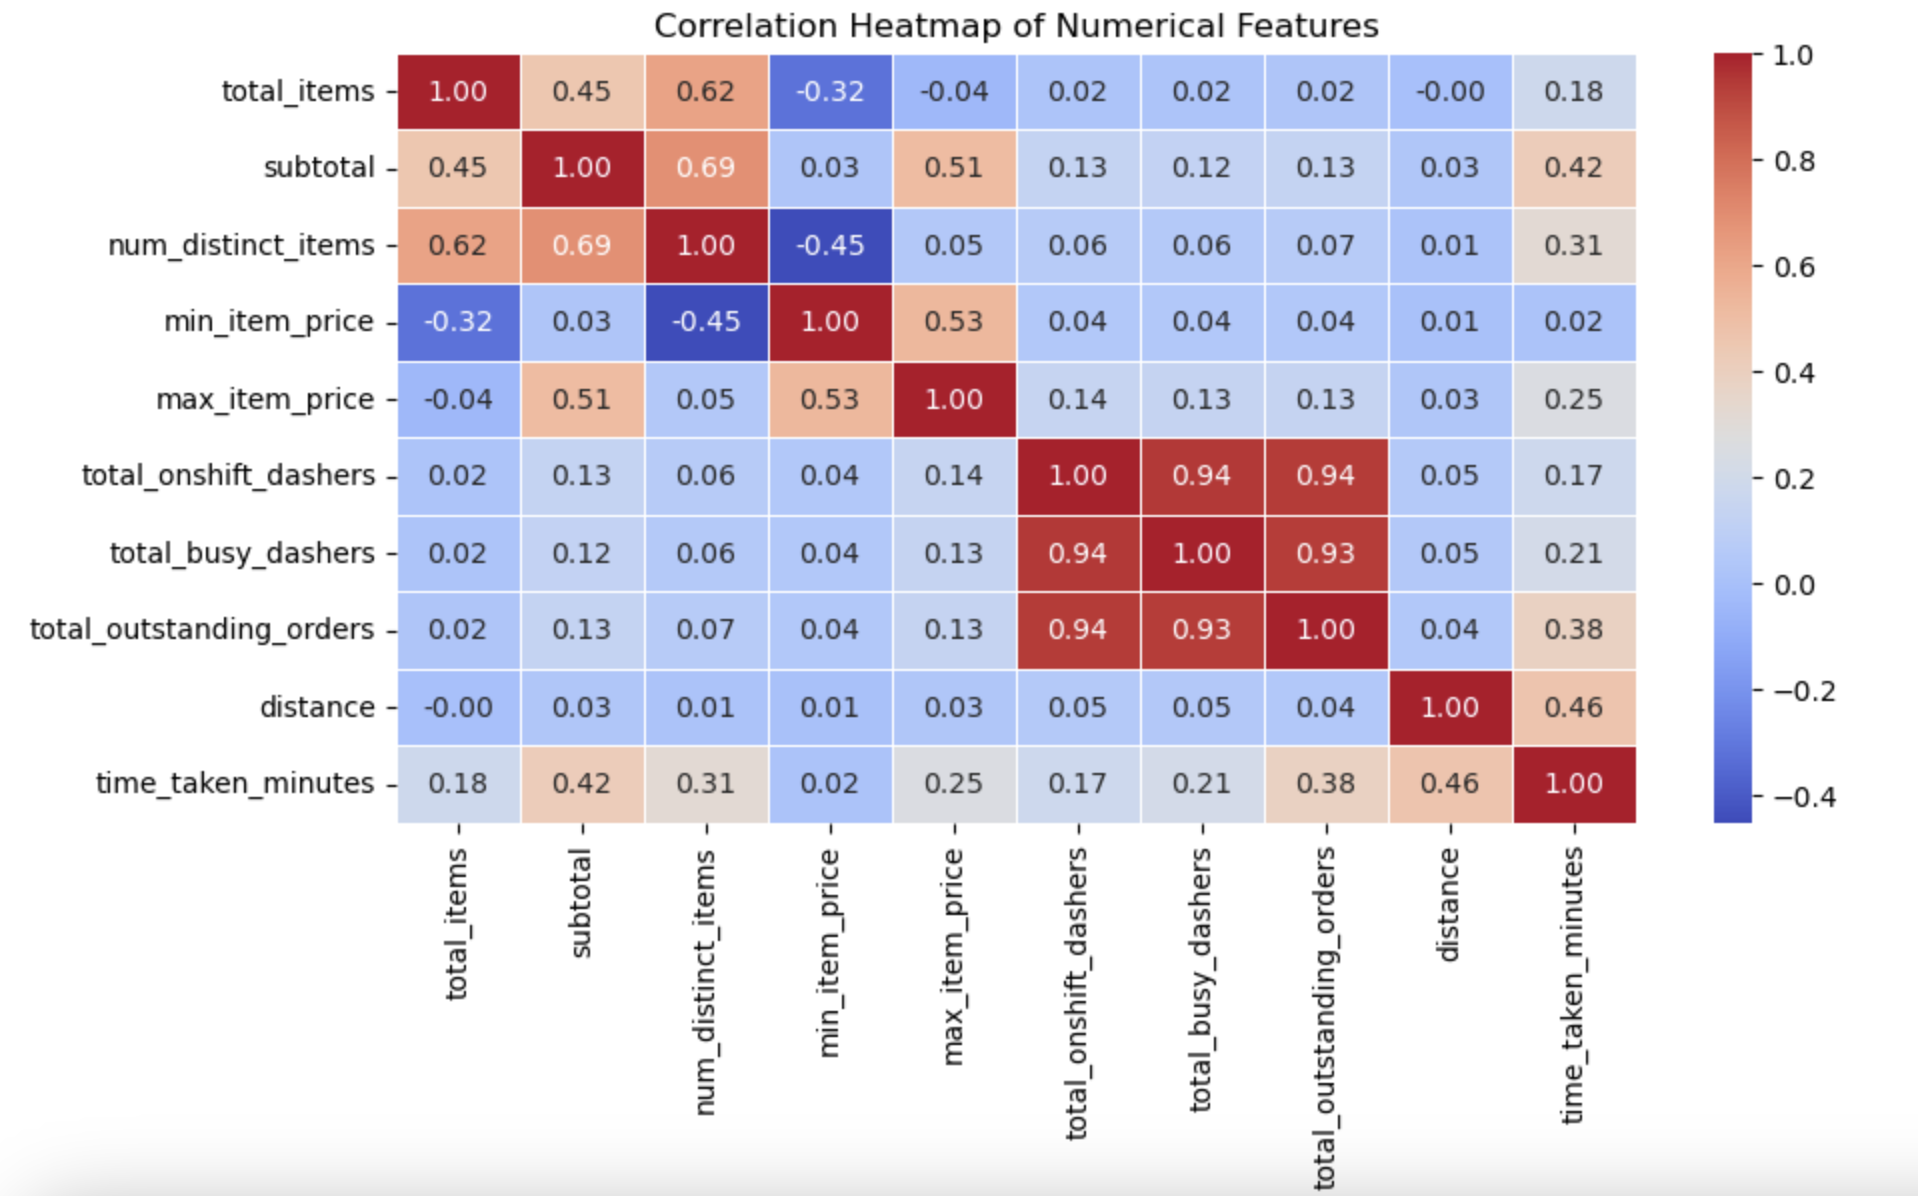 Correlation Heatmap of Numerical Features
total_items 1.00 0.45 0.62 -0.32 -0.04 0.02 0.02 0.02 -0.00 0.18
subtotal 0.45 1.00 0.69 0.03 0.51 0.13 0.12 0.13 0.03 0.42
num_distinct_items 0.62 0.69 1.00 -0.45 0.05 0.06 0.06 0.07 0.01 0.31
min_item_price -0.32 0.03 -0.45 1.00 0.53 0.04 0.04 0.04 0.01 0.02
max_item_price -0.04 0.51 0.05 0.53 1.00 0.14 0.13 0.13 0.03 0.25
total_onshift_dashers 0.02 0.13 0.06 0.04 0.14 1.00 0.94 0.94 0.05 0.17
total_busy_dashers 0.02 0.12 0.06 0.04 0.13 0.94 1.00 0.93 0.05 0.21
total_outstanding_orders 0.02 0.13 0.07 0.04 0.13 0.94 0.93 1.00 0.04 0.38
distance -0.00 0.03 0.01 0.01 0.03 0.05 0.05 0.04 1.00 0.46
time_taken_minutes 0.18 0.42 0.31 0.02 0.25 0.17 0.21 0.38 0.46 1.00
total_items
subtotal
num_distinct_items
min_item_price
max_item_price
total_onshift_dashers
total_busy_dashers
total_outstanding_orders
distance
time_taken_minutes
1.0
0.8
0.6
0.4
0.2
0.0
−0.2
−0.4